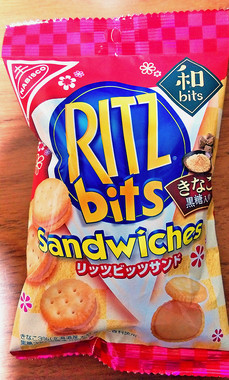 NABISCO
和
bits
RITZ
bits
きなこ
黒糖入り
sandwiches
リッツビッツサンド